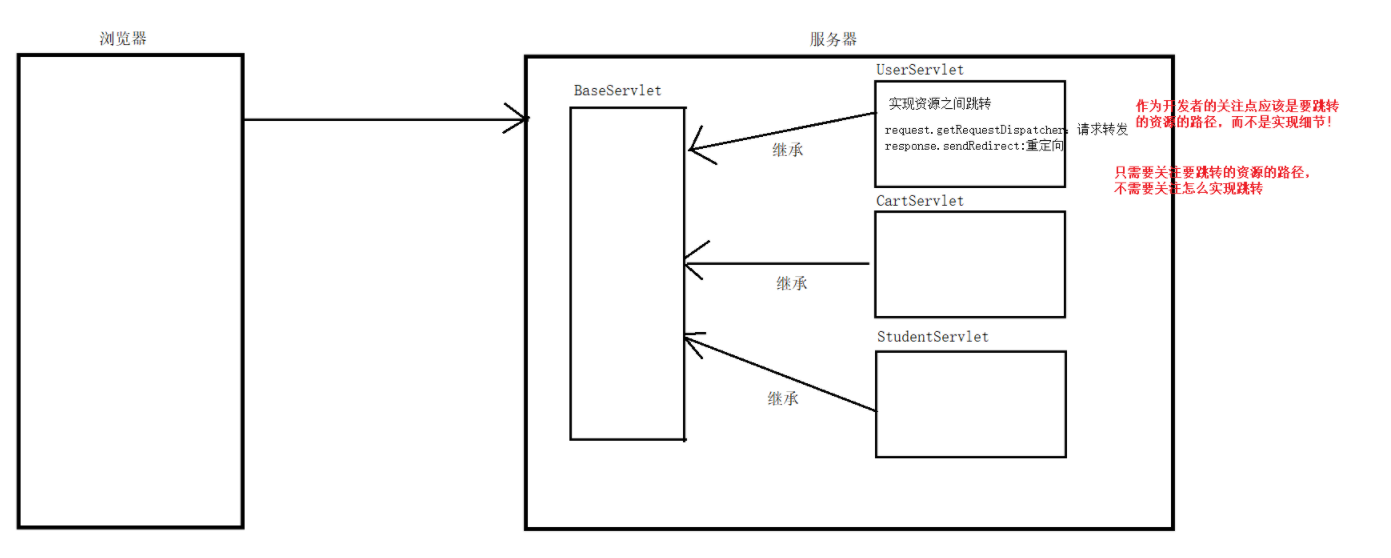 浏览器
服务器
BaseServlet
UserServlet
实现资源之间跳转
request.getRequestDispatcher: 请求转发
response.sendRedirect:重定向
作为开发者的关注点应该是要跳转
的资源的路径，而不是实现细节！
只需要关注要跳转的资源的路径，
不需要关注怎么实现跳转
继承
CartServlet
继承
StudentServlet
继承